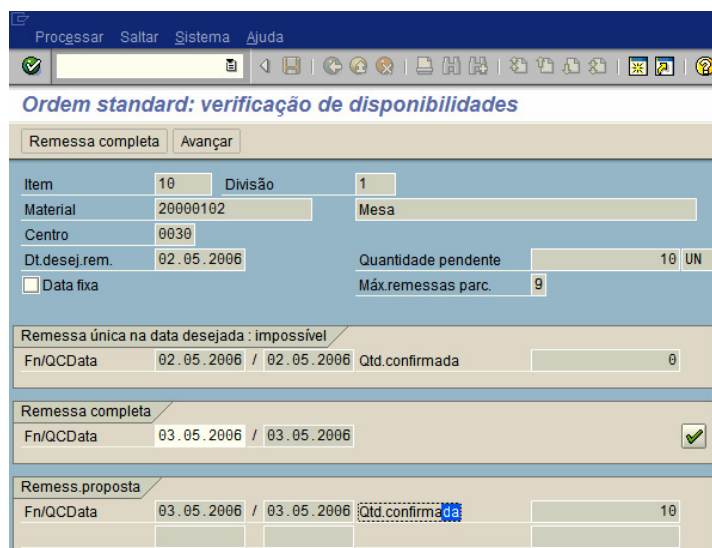 Processar Saltar Sistema Ajuda
Ordem standard: verificação de disponibilidades
Remessa completa Avançar
Item 10 Divisão 1
Material 20000102 Mesa
Centro 0030
Dt.desej.rem. 02.05.2006 Quantidade pendente 10 UN
Data fixa Máx.remessas parc. 9
Remessa única na data desejada : impossível
Fn/QCData 02.05.2006 / 02.05.2006 Qtd.confirmada 0
Remessa completa
Fn/QCData 03.05.2006 / 03.05.2006
Remess.proposta
Fn/QCData 03.05.2006 / 03.05.2006 Qtd.confirmada 10